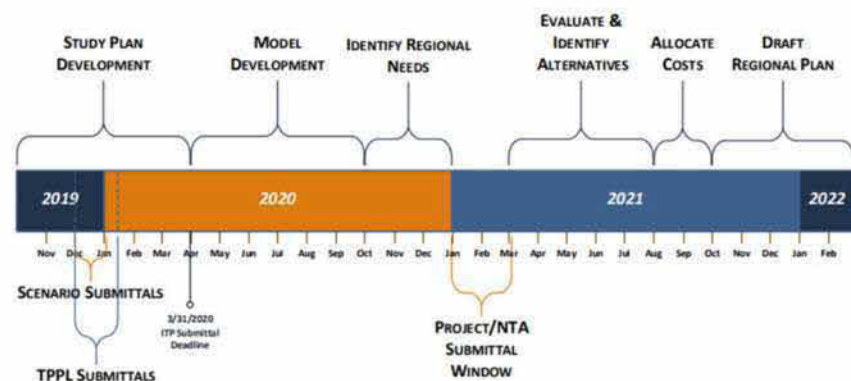 STUDY PLAN
DEVELOPMENT
MODEL
DEVELOPMENT
IDENTIFY REGIONAL
NEEDS
EVALUATE &
IDENTIFY
ALTERNATIVES
ALLOCATE
COSTS
DRAFT
REGIONAL PLAN
2019 2020 2021 2022
Nov Dec Jan Feb Mar Apr May Jun Jul Aug Sep Oct Nov Dec Jan Feb Mar Apr May Jun Jul Aug Sep Oct Nov Dec Jan Feb
SCENARIO SUBMITTALS
TPPL SUBMITTALS
3/31/2020
ITP Submittal
Deadline
PROJECT/NTA
SUBMITTAL
WINDOW